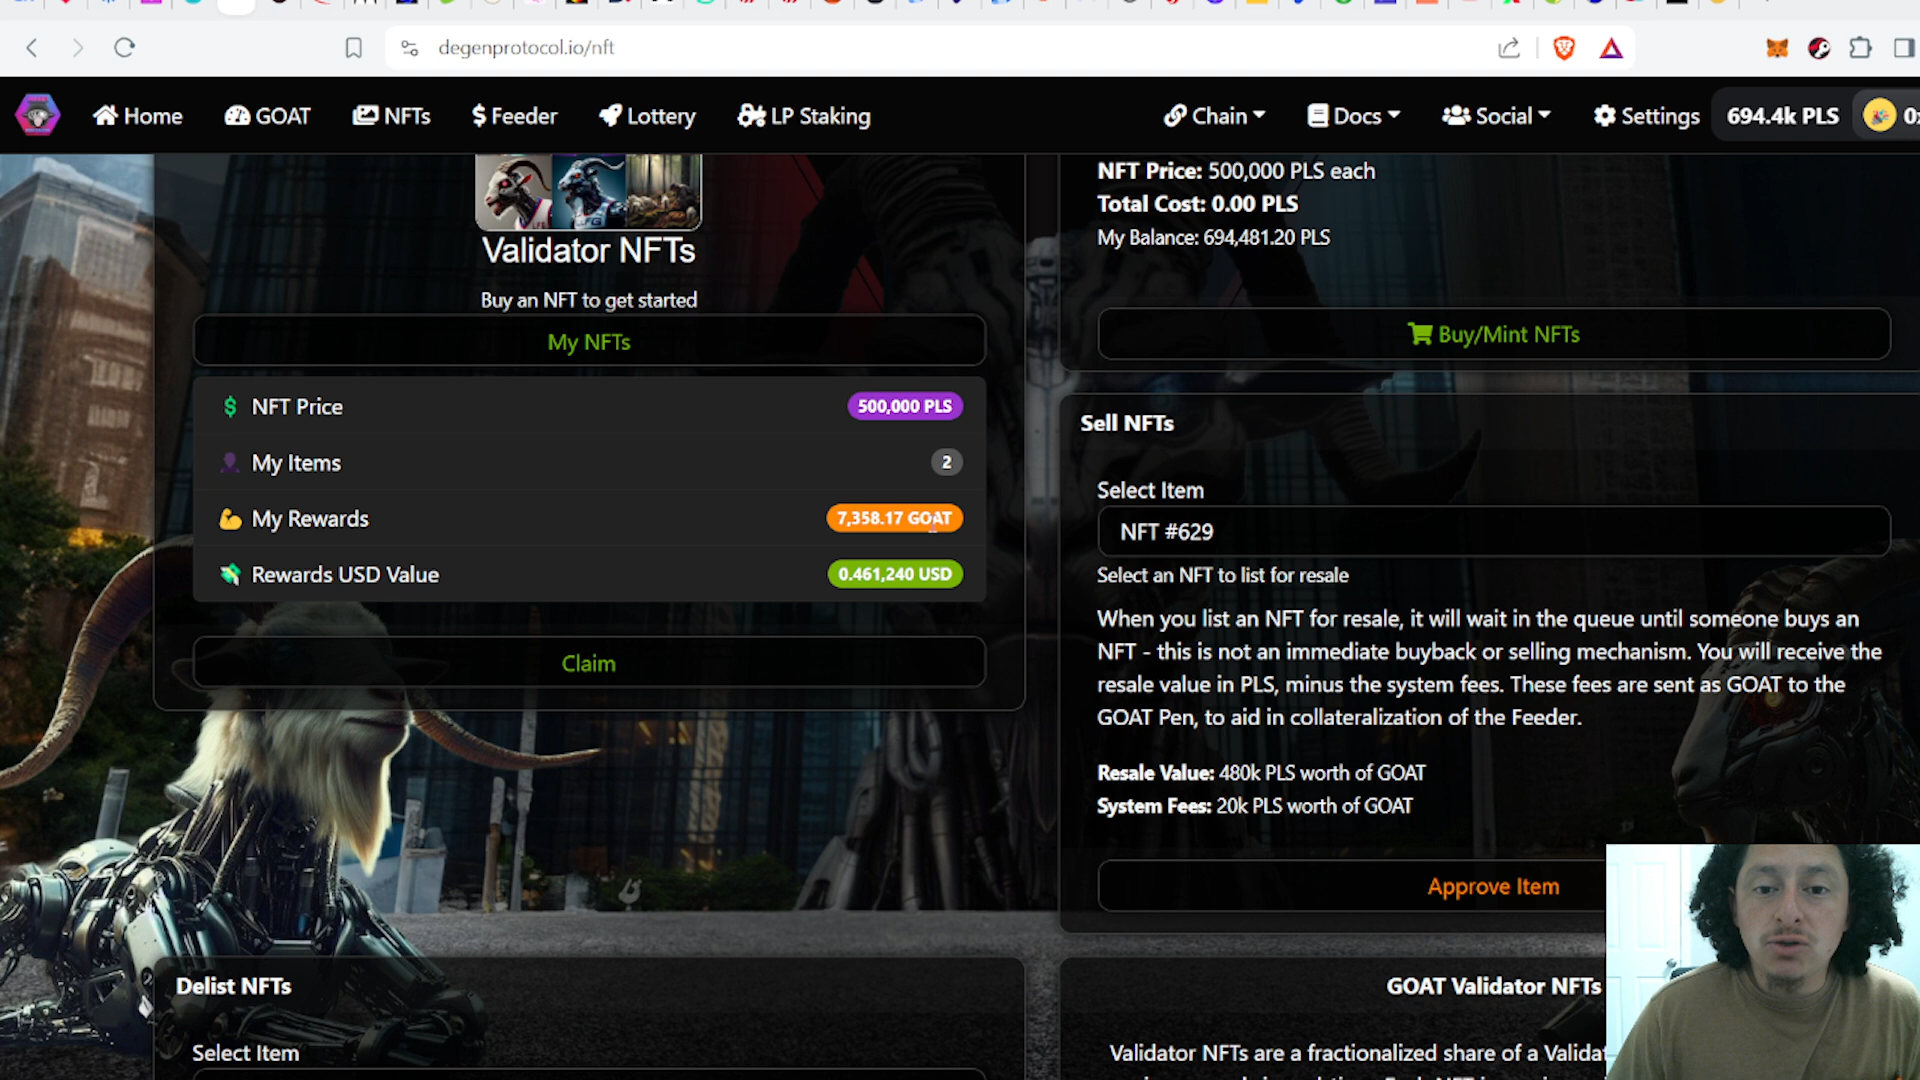 degenprotocol.io/nft
Home
GOAT
NFTs
Feeder
Lottery
LP Staking
Chain
Docs
Social
Settings
694.4k PLS
Validator NFTs
Buy an NFT to get started
My NFTs
NFT Price
500,000 PLS
My Items
2
My Rewards
7,358.17 GOAT
Rewards USD Value
0.461,240 USD
Claim
Delist NFTs
Select Item
NFT Price: 500,000 PLS each
Total Cost: 0.00 PLS
My Balance: 694,481.20 PLS
Buy/Mint NFTs
Sell NFTs
Select Item
NFT #629
Select an NFT to list for resale
When you list an NFT for resale, it will wait in the queue until someone buys an
NFT - this is not an immediate buyback or selling mechanism. You will receive the
resale value in PLS, minus the system fees. These fees are sent as GOAT to the
GOAT Pen, to aid in collateralization of the Feeder.
Resale Value: 480k PLS worth of GOAT
System Fees: 20k PLS worth of GOAT
Approve Item
GOAT Validator NFTs
Validator NFTs are a fractionalized share of a